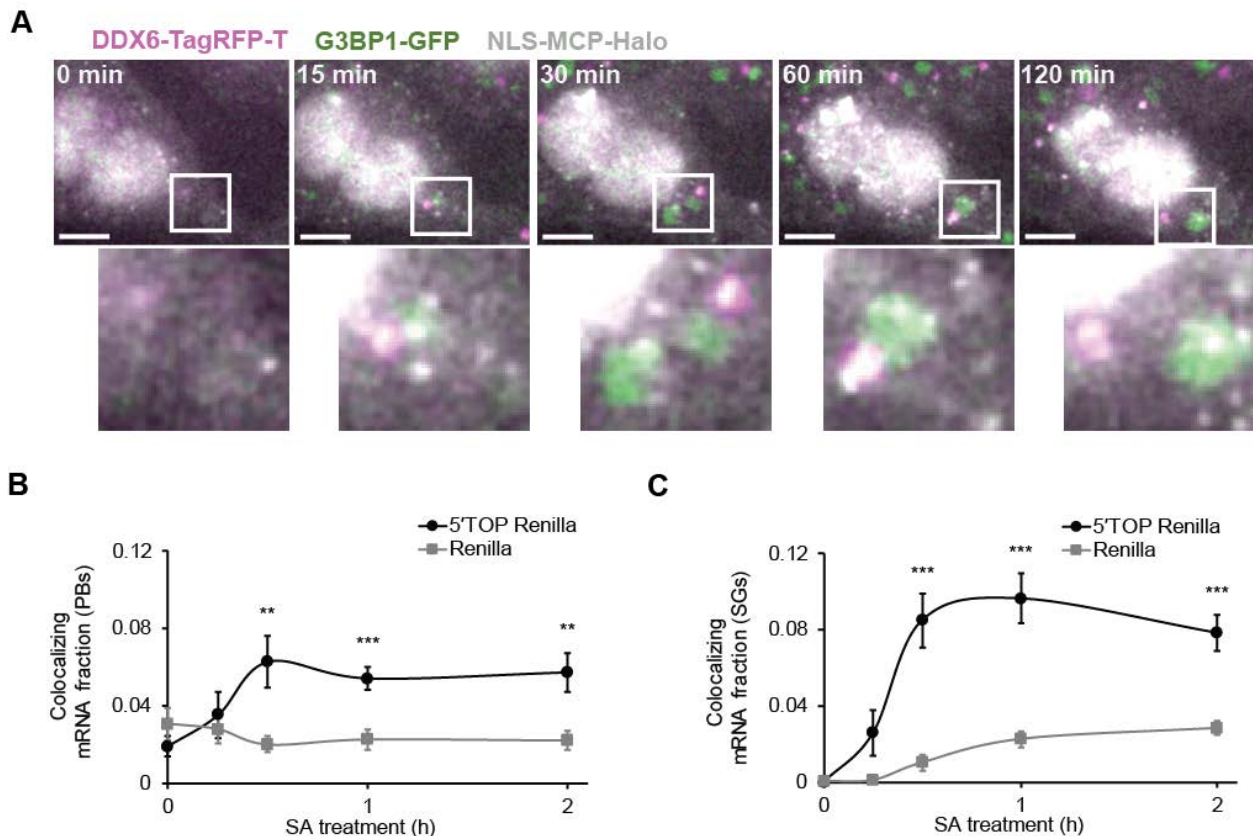 A
DDX6-TagRFP-T G3BP1-GFP NLS-MCP-Halo
0 min 15 min 30 min 60 min 120 min
B
5'TOP Renilla
Renilla
Colocalizing
mRNA fraction (PBs)
0.12
0.08
0.04
0
** *** **
0 1 2
SA treatment (h)
C
5'TOP Renilla
Renilla
Colocalizing
mRNA fraction (SGs)
0.12
0.08
0.04
0
*** *** ***
0 1 2
SA treatment (h)